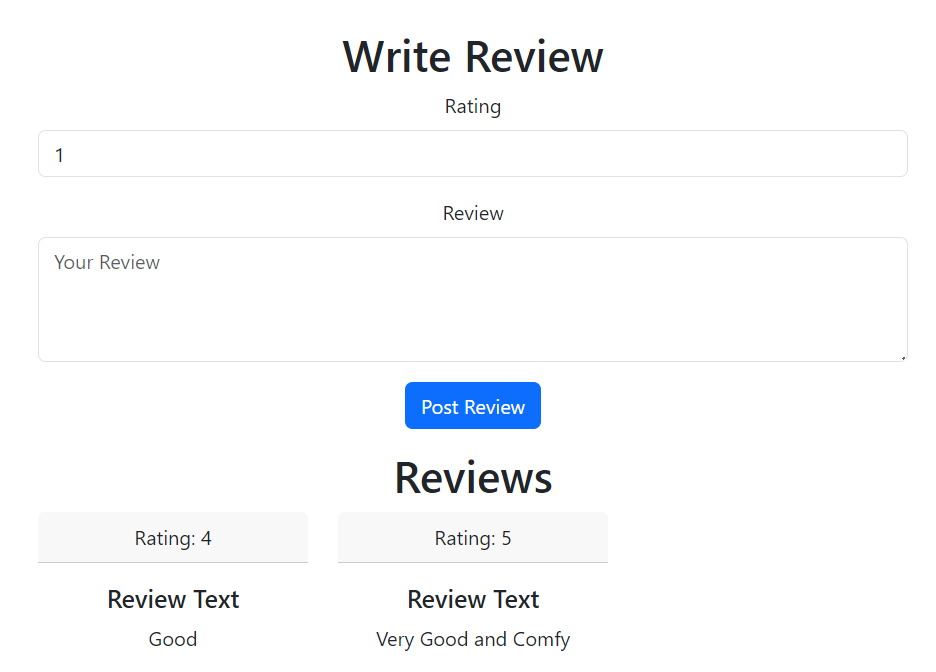 Write Review
Rating
1
Review
Your Review
Post Review
Reviews
Rating: 4
Review Text
Good
Rating: 5
Review Text
Very Good and Comfy